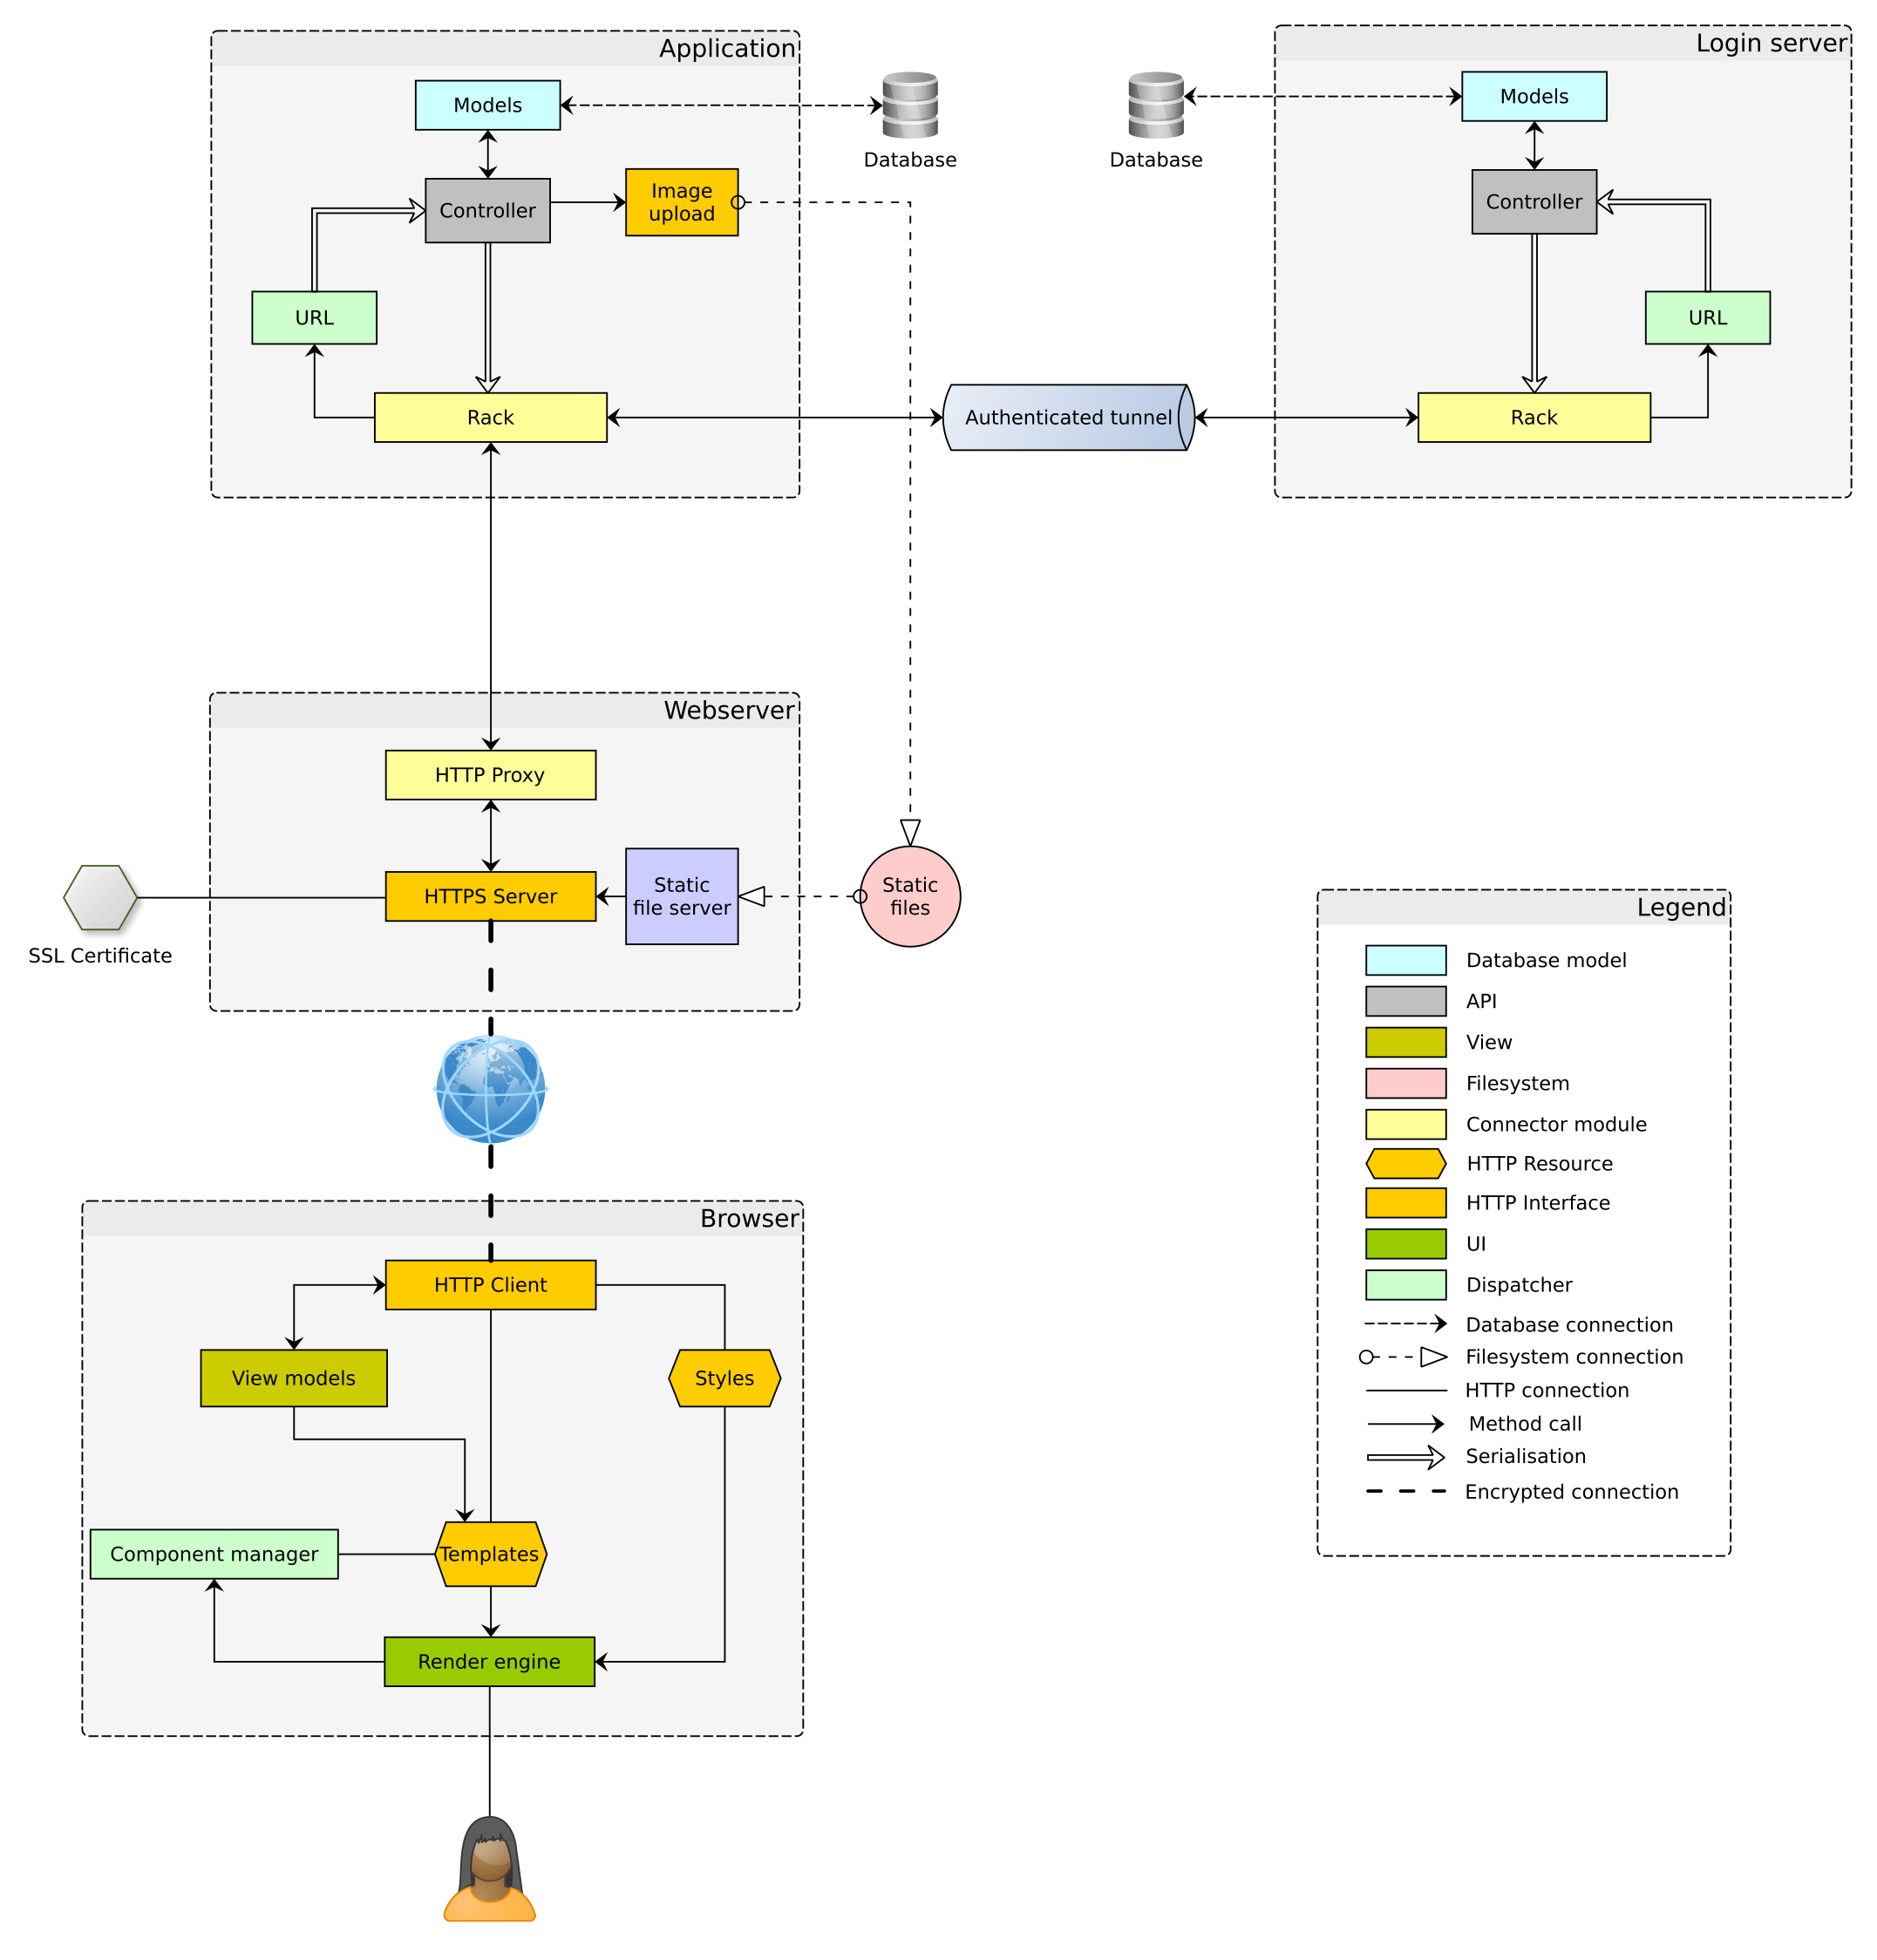 Application
Models
Database
Controller
Image
upload
URL
Rack
Login server
Database
Models
Controller
URL
Authenticated tunnel
Rack
Webserver
HTTP Proxy
HTTPS Server
Static
file server
Static
files
SSL Certificate
Browser
HTTP Client
View models
Styles
Component manager
Templates
Render engine
Legend
Database model
API
View
Filesystem
Connector module
HTTP Resource
HTTP Interface
UI
Dispatcher
Database connection
Filesystem connection
HTTP connection
Method call
Serialisation
Encrypted connection